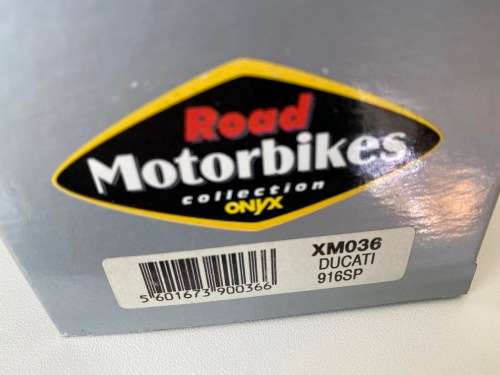 Road
Motorbikes
collection
ONYX
XM036
DUCATI
916SP
5 601673 900366